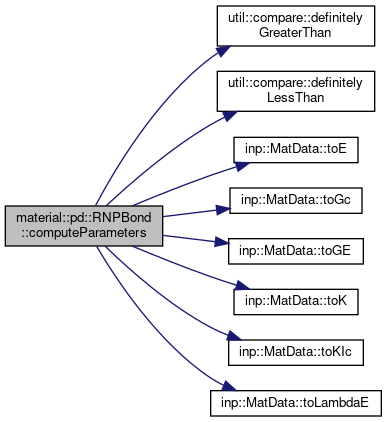 util::compare::definitely
GreaterThan
util::compare::definitely
LessThan
inp::MatData::toE
inp::MatData::toGc
material::pd::RNPBond
::computeParameters
inp::MatData::toGE
inp::MatData::toK
inp::MatData::toKIc
inp::MatData::toLambdaE